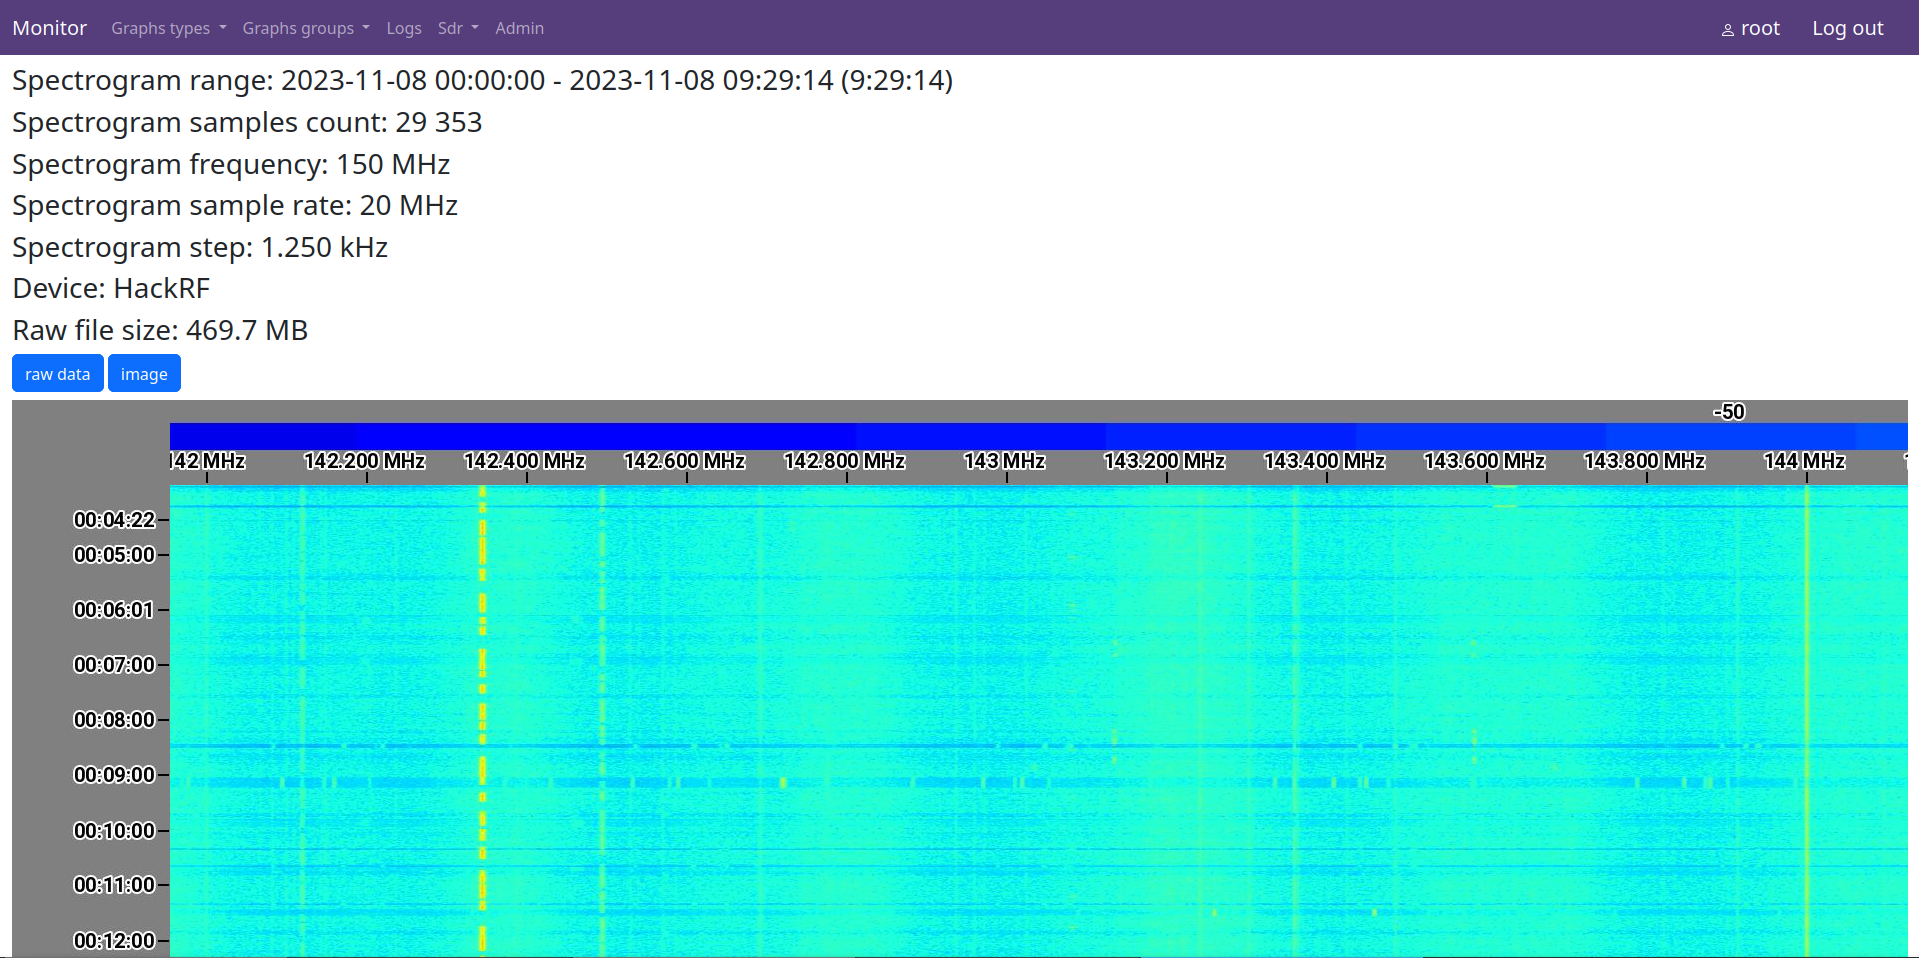 Monitor Graphs types Graphs groups Logs Sdr Admin root Log out
Spectrogram range: 2023-11-08 00:00:00 - 2023-11-08 09:29:14 (9:29:14)
Spectrogram samples count: 29 353
Spectrogram frequency: 150 MHz
Spectrogram sample rate: 20 MHz
Spectrogram step: 1.250 kHz
Device: HackRF
Raw file size: 469.7 MB
raw data image
-50
142 MHz 142.200 MHz 142.400 MHz 142.600 MHz 142.800 MHz 143 MHz 143.200 MHz 143.400 MHz 143.600 MHz 143.800 MHz 144 MHz
00:04:22
00:05:00
00:06:01
00:07:00
00:08:00
00:09:00
00:10:00
00:11:00
00:12:00